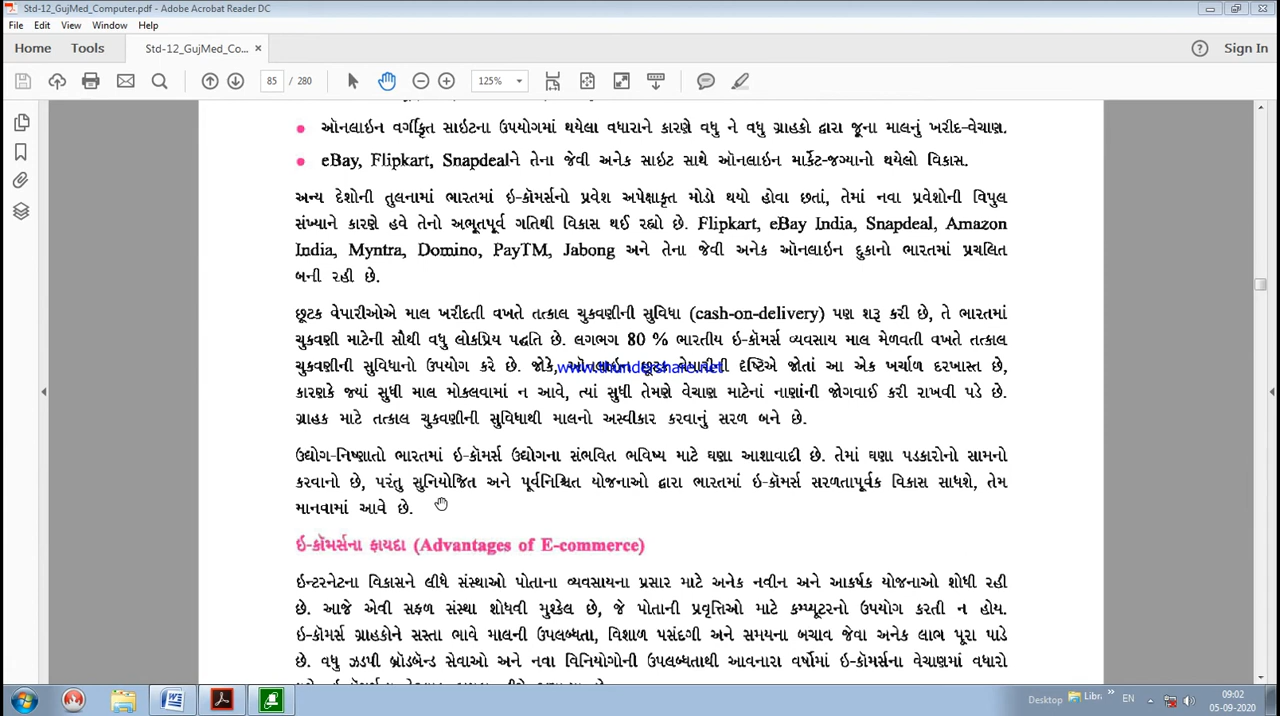 Std-12_GujMed_Computer.pdf - Adobe Acrobat Reader DC
File Edit View Window Help
Home Tools Std-12_GujMed_Co... × Sign In
85 / 280 125%
ઑનલાઇન વર્ગીકૃત સાઇટના ઉપયોગમાં થયેલા વધારાને કારણે વધુ ને વધુ ગ્રાહકો દ્વારા જૂના માલનું ખરીદ-વેચાણ.
eBay, Flipkart, Snapdealને તેના જેવી અનેક સાઇટ સાથે ઑનલાઇન માર્કેટ-જગ્યાનો થયેલો વિકાસ.
અન્ય દેશોની તુલનામાં ભારતમાં ઇ-કૉમર્સનો પ્રવેશ અપેક્ષાકૃત મોડો થયો હોવા છતાં, તેમાં નવા પ્રવેશોની વિપુલ
સંખ્યાને કારણે હવે તેનો અભૂતપૂર્વ ગતિથી વિકાસ થઈ રહ્યો છે. Flipkart, eBay India, Snapdeal, Amazon
India, Myntra, Domino, PayTM, Jabong અને તેના જેવી અનેક ઑનલાઇન દુકાનો ભારતમાં પ્રચલિત
બની રહી છે.
છૂટક વેપારીઓએ માલ ખરીદતી વખતે તત્કાલ ચુકવણીની સુવિધા (cash-on-delivery) પણ શરૂ કરી છે, તે ભારતમાં
ચુકવણી માટેની સૌથી વધુ લોકપ્રિય પદ્ધતિ છે. લગભગ 80 % ભારતીય ઇ-કૉમર્સ વ્યવસાય માલ મેળવતી વખતે તત્કાલ
ચુકવણીની સુવિધાનો ઉપયોગ કરે છે. જોકે, ઑનલાઇન છૂટક વેપારીની દૃષ્ટિએ જોતાં આ એક ખર્ચાળ દરખાસ્ત છે,
www.thundershare.net
કારણકે જ્યાં સુધી માલ મોકલવામાં ન આવે, ત્યાં સુધી તેમણે વેચાણ માટેનાં નાણાંની જોગવાઈ કરી રાખવી પડે છે.
ગ્રાહક માટે તત્કાલ ચુકવણીની સુવિધાથી માલનો અસ્વીકાર કરવાનું સરળ બને છે.
ઉદ્યોગ-નિષ્ણાતો ભારતમાં ઇ-કૉમર્સ ઉદ્યોગના સંભવિત ભવિષ્ય માટે ઘણા આશાવાદી છે. તેમાં ઘણા પડકારોનો સામનો
કરવાનો છે, પરંતુ સુનિયોજિત અને પૂર્વનિશ્ચિત યોજનાઓ દ્વારા ભારતમાં ઇ-કૉમર્સ સરળતાપૂર્વક વિકાસ સાધશે, તેમ
માનવામાં આવે છે.
ઇ-કૉમર્સના ફાયદા (Advantages of E-commerce)
ઇન્ટરનેટના વિકાસને લીધે સંસ્થાઓ પોતાના વ્યવસાયના પ્રસાર માટે અનેક નવીન અને આકર્ષક યોજનાઓ શોધી રહી
છે. આજે એવી સફળ સંસ્થા શોધવી મુશ્કેલ છે, જે પોતાની પ્રવૃત્તિઓ માટે કમ્પ્યૂટરનો ઉપયોગ કરતી ન હોય.
ઇ-કૉમર્સ ગ્રાહકોને સસ્તા ભાવે માલની ઉપલબ્ધતા, વિશાળ પસંદગી અને સમયના બચાવ જેવા અનેક લાભ પૂરા પાડે
છે. વધુ ઝડપી બ્રૉડબૅન્ડ સેવાઓ અને નવા વિનિયોગોની ઉપલબ્ધતાથી આવનારા વર્ષોમાં ઇ-કૉમર્સના વેચાણમાં વધારો
Desktop Libra » EN 09:02
05-09-2020